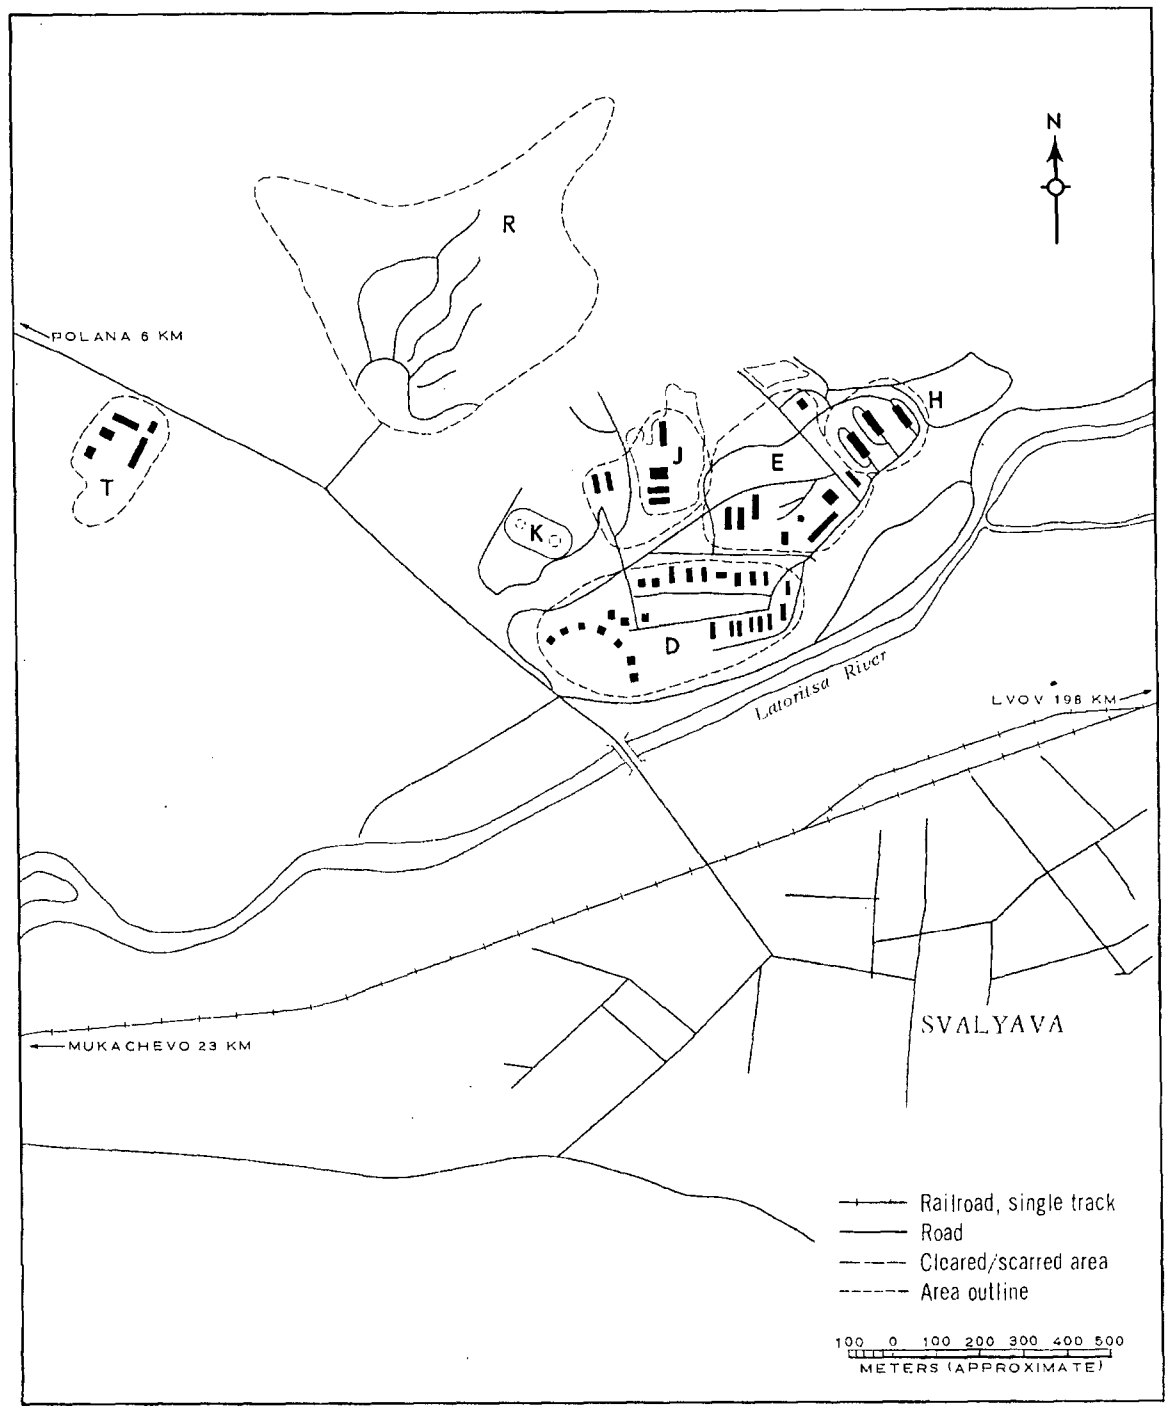 N
R
POLANA 6 KM
H
T
J
E
K
D
Latoritsa River
LVOV 198 KM
SVALYAVA
MUKACHEVO 23 KM
Railroad, single track
Road
Cleared/scarred area
Area outline
100 0 100 200 300 400 500
METERS (APPROXIMATE)